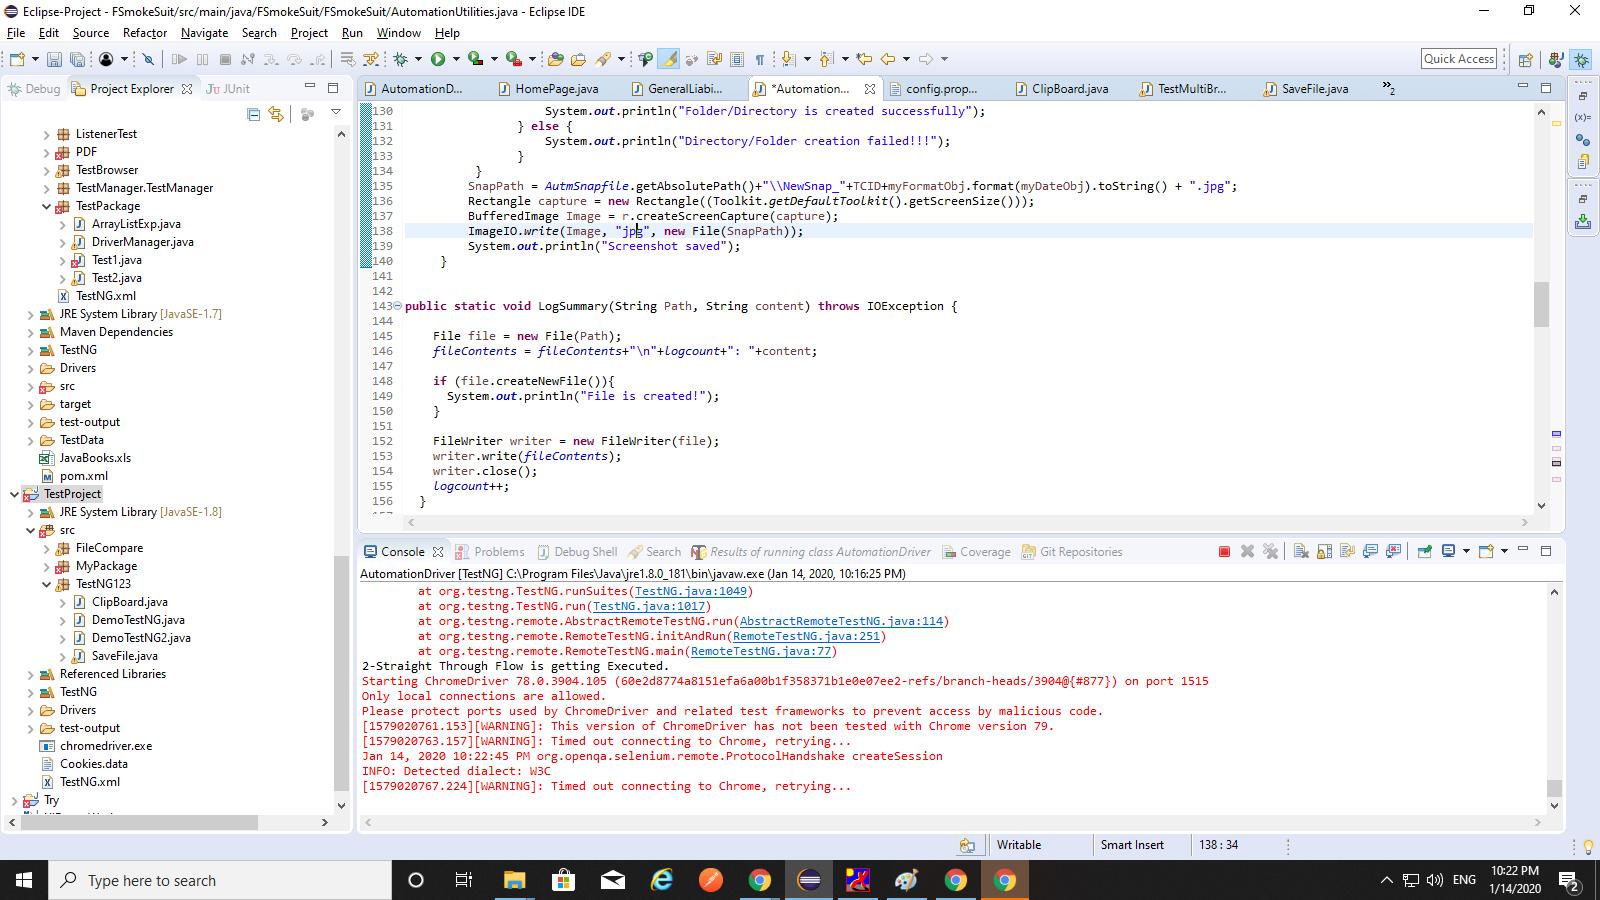 Eclipse-Project - FSmokeSuit/src/main/java/FSmokeSuit/FSmokeSuit/AutomationUtilities.java - Eclipse IDE
File Edit Source Refactor Navigate Search Project Run Window Help
Quick Access
Debug Project Explorer JUnit
ListenerTest
PDF
TestBrowser
TestManager.TestManager
TestPackage
ArrayListExp.java
DriverManager.java
Test1.java
Test2.java
TestNG.xml
JRE System Library [JavaSE-1.7]
Maven Dependencies
TestNG
Drivers
src
target
test-output
TestData
JavaBooks.xls
pom.xml
TestProject
JRE System Library [JavaSE-1.8]
src
FileCompare
MyPackage
TestNG123
ClipBoard.java
DemoTestNG.java
DemoTestNG2.java
SaveFile.java
Referenced Libraries
TestNG
Drivers
test-output
chromedriver.exe
Cookies.data
TestNG.xml
Try
AutomationD... HomePage.java GeneralLiabi... *Automation... config.prop... ClipBoard.java TestMultiBr... SaveFile.java »2
130 System.out.println("Folder/Directory is created successfully");
131 } else {
132 System.out.println("Directory/Folder creation failed!!!");
133 }
134 }
135 SnapPath = AutmSnapfile.getAbsolutePath()+"\\NewSnap_"+TCID+myFormatObj.format(myDateObj).toString() + ".jpg";
136 Rectangle capture = new Rectangle((Toolkit.getDefaultToolkit().getScreenSize()));
137 BufferedImage Image = r.createScreenCapture(capture);
138 ImageIO.write(Image, "jpg", new File(SnapPath));
139 System.out.println("Screenshot saved");
140 }
141
142
143 public static void LogSummary(String Path, String content) throws IOException {
144
145 File file = new File(Path);
146 fileContents = fileContents+"\n"+logcount+": "+content;
147
148 if (file.createNewFile()){
149 System.out.println("File is created!");
150 }
151
152 FileWriter writer = new FileWriter(file);
153 writer.write(fileContents);
154 writer.close();
155 logcount++;
156 }
Console Problems Debug Shell Search Results of running class AutomationDriver Coverage Git Repositories
AutomationDriver [TestNG] C:\Program Files\Java\jre1.8.0_181\bin\javaw.exe (Jan 14, 2020, 10:16:25 PM)
at org.testng.TestNG.runSuites(TestNG.java:1049)
at org.testng.TestNG.run(TestNG.java:1017)
at org.testng.remote.AbstractRemoteTestNG.run(AbstractRemoteTestNG.java:114)
at org.testng.remote.RemoteTestNG.initAndRun(RemoteTestNG.java:251)
at org.testng.remote.RemoteTestNG.main(RemoteTestNG.java:77)
2-Straight Through Flow is getting Executed.
Starting ChromeDriver 78.0.3904.105 (60e2d8774a8151efa6a00b1f358371b1e0e07ee2-refs/branch-heads/3904@{#877}) on port 1515
Only local connections are allowed.
Please protect ports used by ChromeDriver and related test frameworks to prevent access by malicious code.
[1579020761.153][WARNING]: This version of ChromeDriver has not been tested with Chrome version 79.
[1579020763.157][WARNING]: Timed out connecting to Chrome, retrying...
Jan 14, 2020 10:22:45 PM org.openqa.selenium.remote.ProtocolHandshake createSession
INFO: Detected dialect: W3C
[1579020767.224][WARNING]: Timed out connecting to Chrome, retrying...
Writable Smart Insert 138 : 34
Type here to search
ENG
10:22 PM
1/14/2020
2